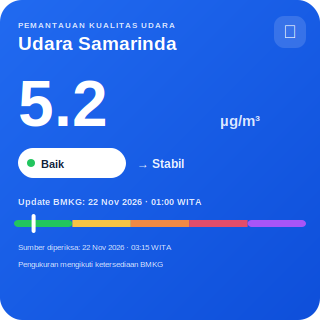 PEMANTAUAN KUALITAS UDARA
Udara Samarinda
5.2
µg/m³
Baik
→ Stabil
Update BMKG: 22 Nov 2026 · 01:00 WITA
Sumber diperiksa: 22 Nov 2026 · 03:15 WITA
Pengukuran mengikuti ketersediaan BMKG